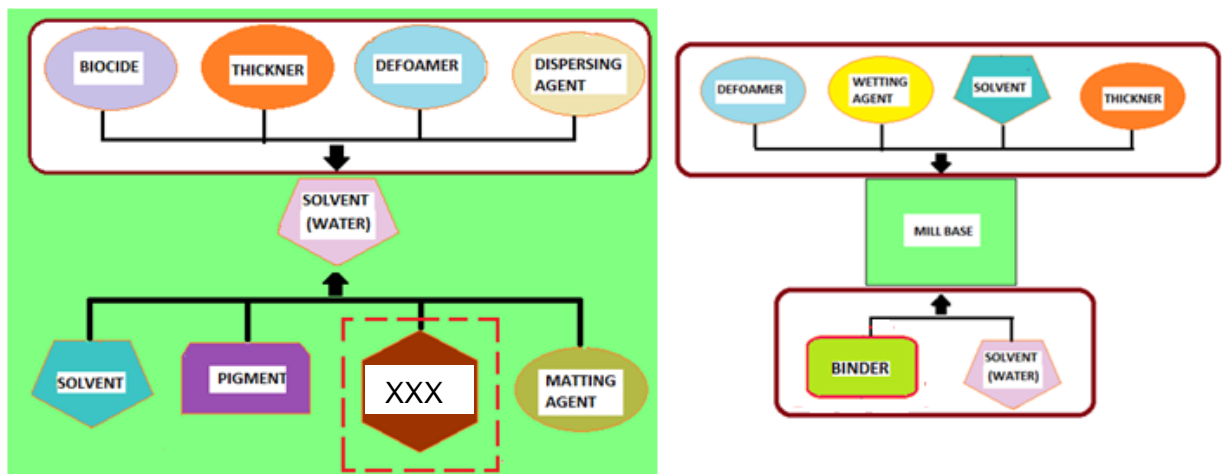 BIOCIDE
THICKNER
DEFOAMER
DISPERSING
AGENT
SOLVENT
(WATER)
SOLVENT
PIGMENT
XXX
MATTING
AGENT
DEFOAMER
WETTING
AGENT
SOLVENT
THICKNER
MILL BASE
BINDER
SOLVENT
(WATER)